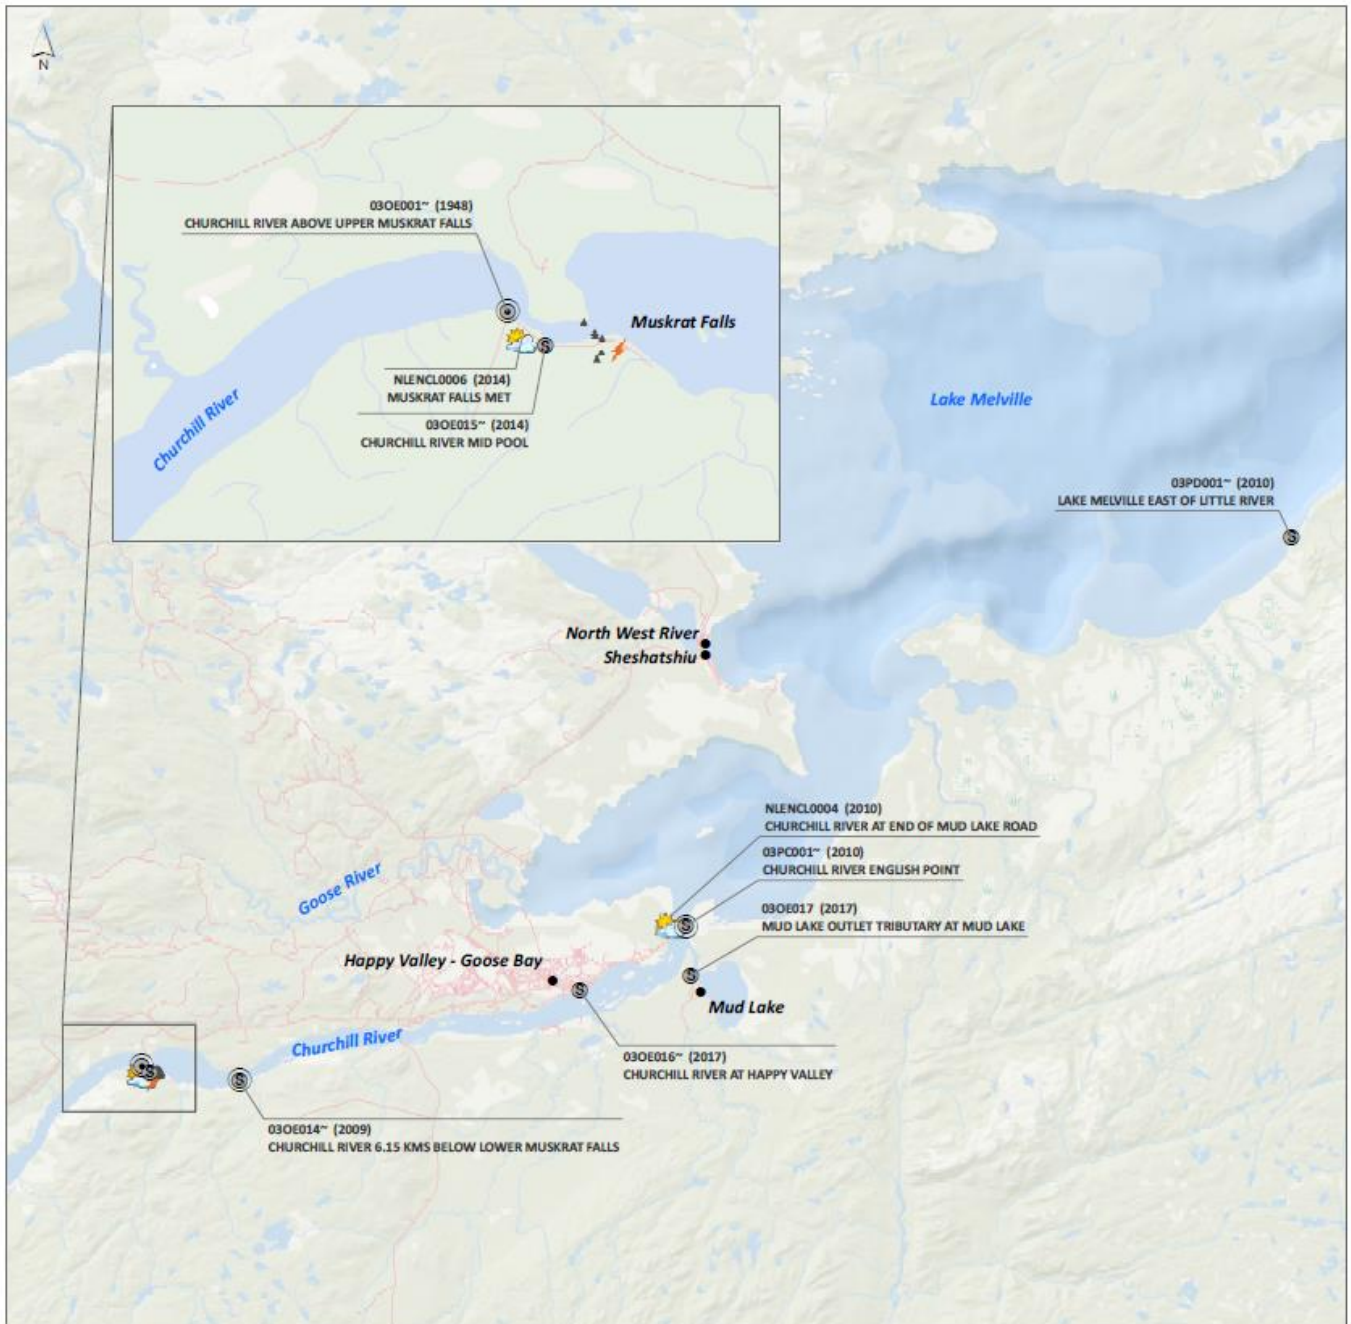 N
03OE001~ (1948)
CHURCHILL RIVER ABOVE UPPER MUSKRAT FALLS
Muskrat Falls
NLENCL0006 (2014)
MUSKRAT FALLS MET
03OE015~ (2014)
CHURCHILL RIVER MID POOL
Churchill River
Lake Melville
03PD001~ (2010)
LAKE MELVILLE EAST OF LITTLE RIVER
S
S
North West River
Sheshatshiu
NLENCL0004 (2010)
CHURCHILL RIVER AT END OF MUD LAKE ROAD
03PC001~ (2010)
CHURCHILL RIVER ENGLISH POINT
Goose River
03OE017 (2017)
MUD LAKE OUTLET TRIBUTARY AT MUD LAKE
S
Happy Valley - Goose Bay
S
S
Mud Lake
Churchill River
03OE016~ (2017)
CHURCHILL RIVER AT HAPPY VALLEY
S
S
03OE014~ (2009)
CHURCHILL RIVER 6.15 KMS BELOW LOWER MUSKRAT FALLS